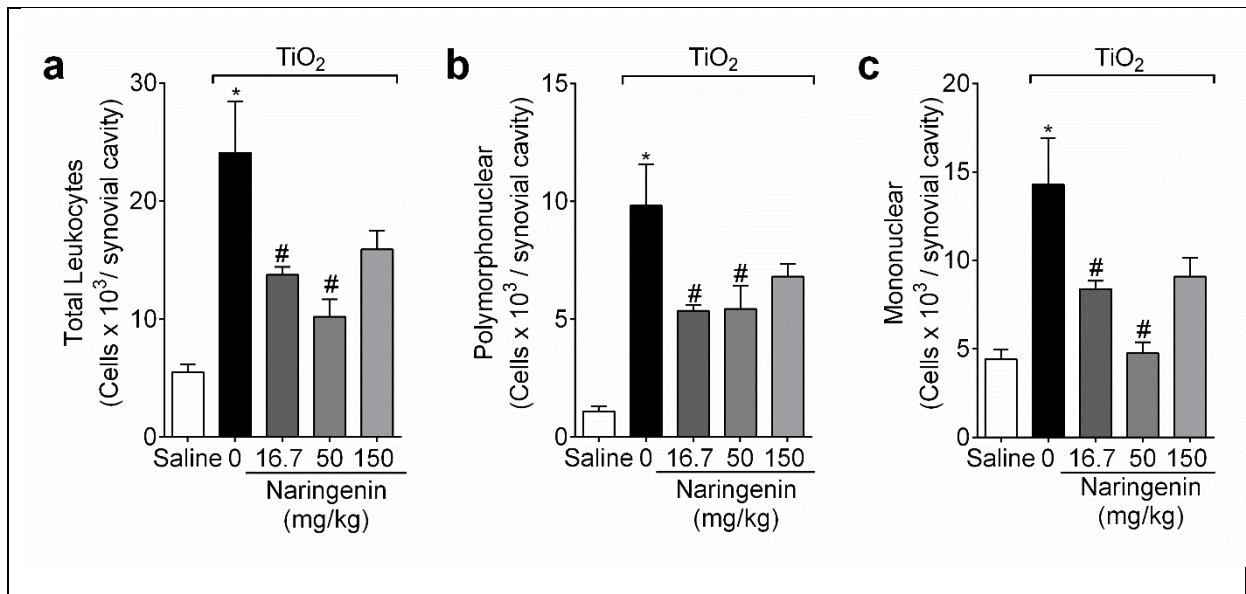 a
TiO₂
Total Leukocytes
(Cells x 10³/ synovial cavity)
30
20
10
0
*
#
#
Saline 0 16.7 50 150
Naringenin
(mg/kg)
b
TiO₂
Polymorphonuclear
(Cells x 10³ / synovial cavity)
15
10
5
0
*
#
#
Saline 0 16.7 50 150
Naringenin
(mg/kg)
c
TiO₂
Mononuclear
(Cells x 10³ / synovial cavity)
20
15
10
5
0
*
#
#
Saline 0 16.7 50 150
Naringenin
(mg/kg)